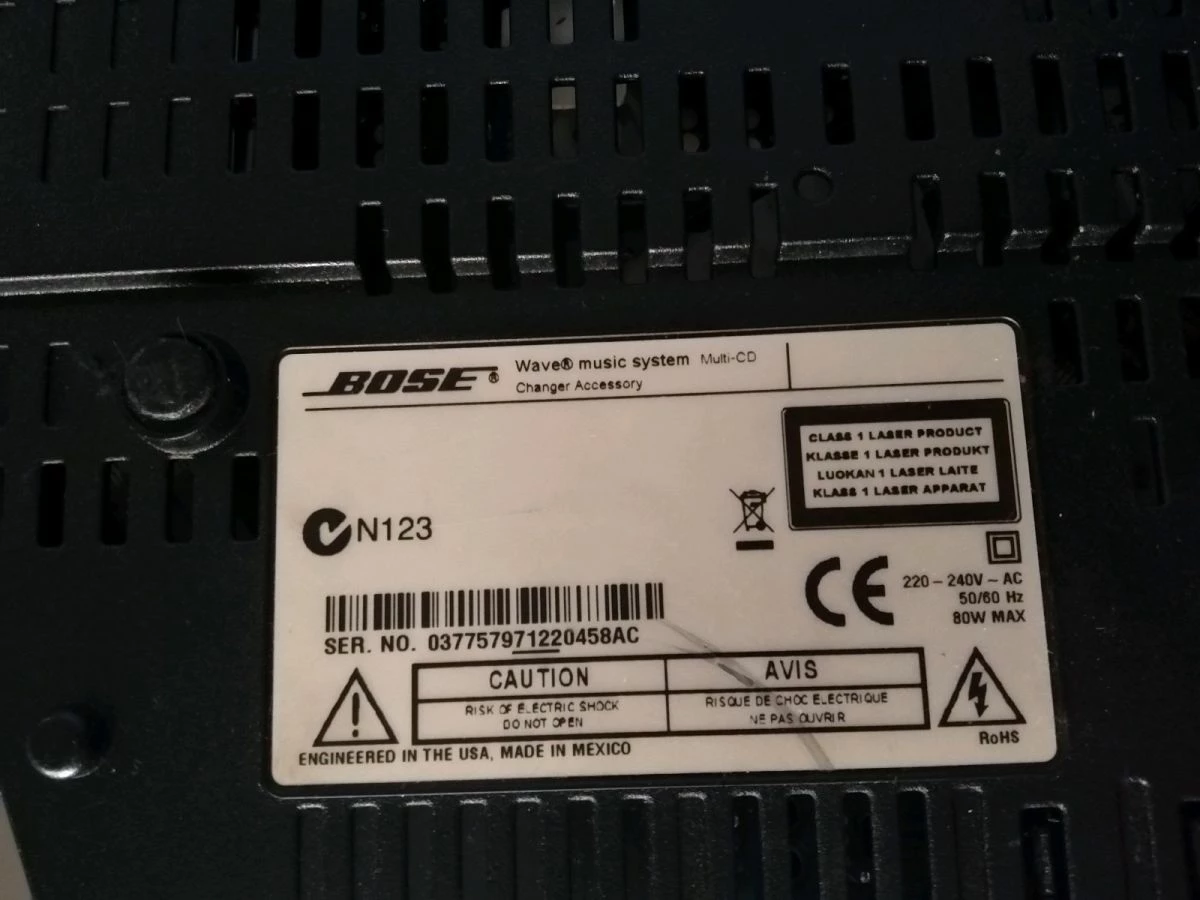 BOSE® Wave® music system Multi-CD
Changer Accessory
CLASS 1 LASER PRODUCT
KLASSE 1 LASER PRODUKT
LUOKAN 1 LASER LAITE
KLASS 1 LASER APPARAT
N123
CE
220 – 240V ~ AC
50/60 Hz
80W MAX
SER. NO. 037757971220458AC
CAUTION
RISK OF ELECTRIC SHOCK
DO NOT OPEN
AVIS
RISQUE DE CHOC ELECTRIQUE
NE PAS OUVRIR
RoHS
ENGINEERED IN THE USA, MADE IN MEXICO